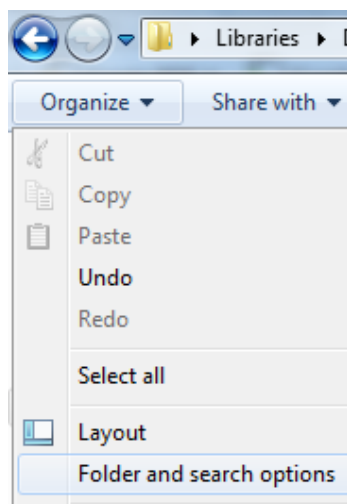 Libraries
Organize Share with
Cut
Copy
Paste
Undo
Redo
Select all
Layout
Folder and search options